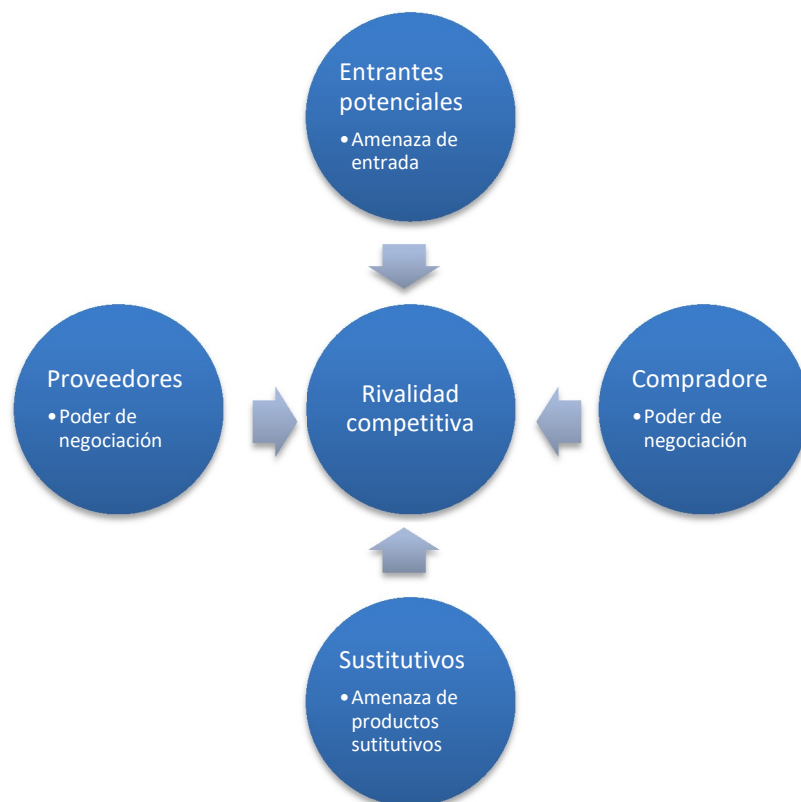 Entrantes
potenciales
•Amenaza de
entrada
Proveedores
•Poder de
negociación
Rivalidad
competitiva
Compradore
•Poder de
negociación
Sustitutivos
•Amenaza de
productos
sutitutivos